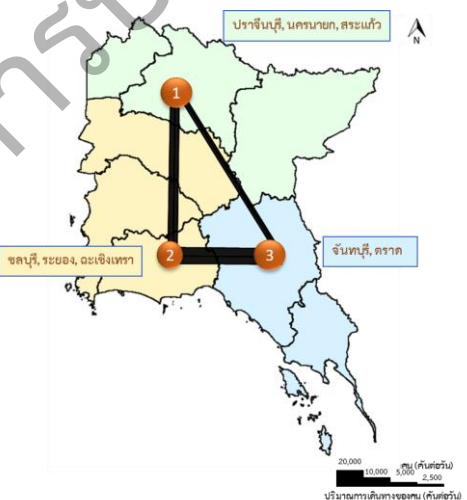 ปราจีนบุรี, นครนายก, สระแก้ว
N
1
ชลบุรี, ระยอง, ฉะเชิงเทรา
2
3
จันทบุรี, ตราด
20,000
10,000
5,000
2,500
คน (คันต่อวัน)
ปริมาณการเดินทางของคน (คันต่อวัน)